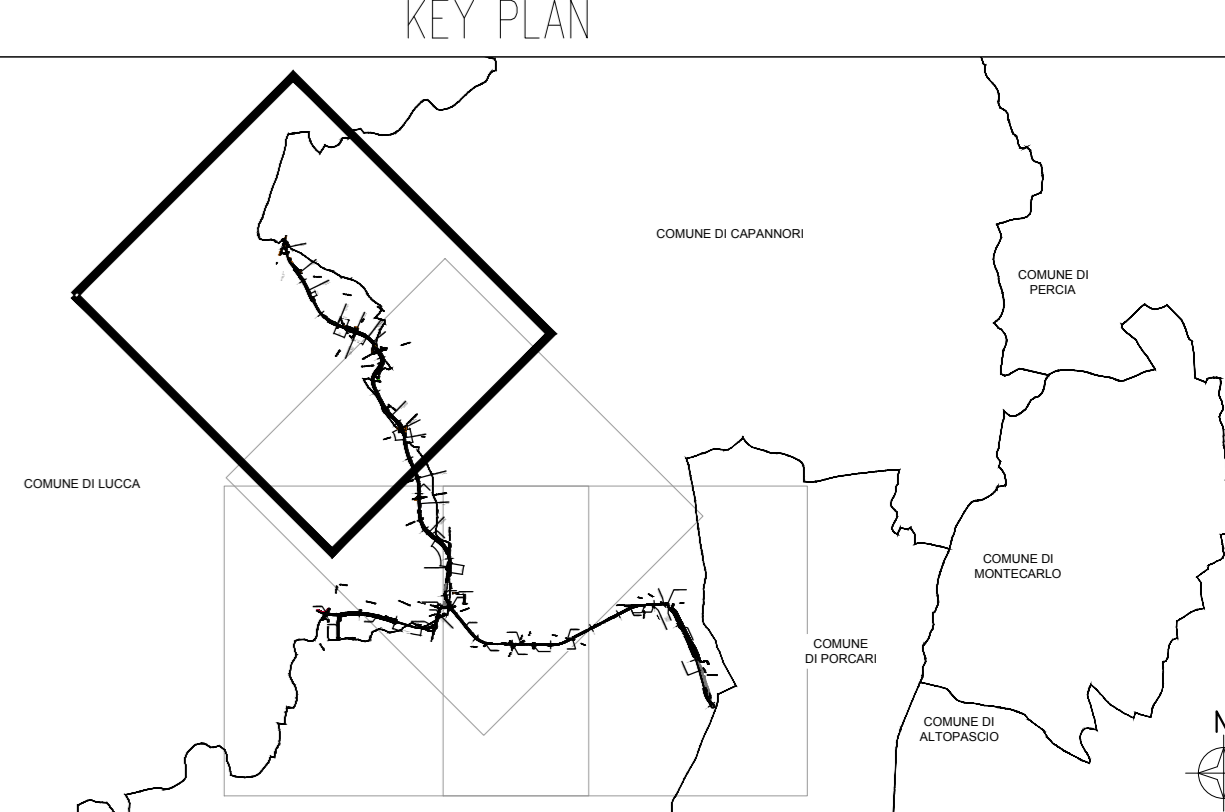 KEY PLAN
COMUNE DI CAPANNORI
COMUNE DI
PERCIA
COMUNE DI LUCCA
COMUNE DI
MONTECARLO
COMUNE
DI PORCARI
COMUNE DI
ALTOPASCIO
N